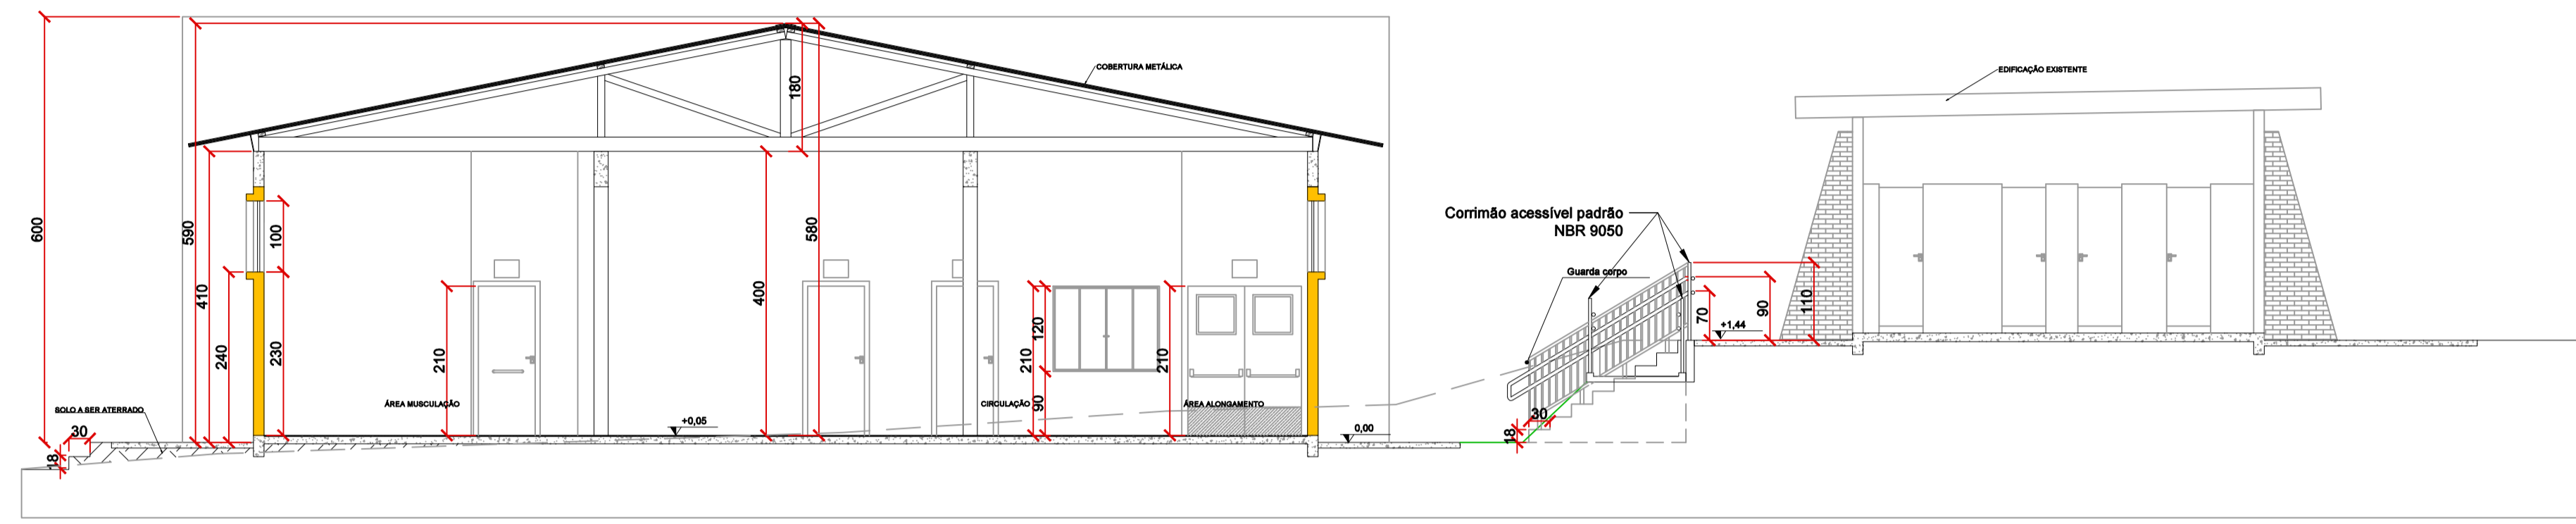 COBERTURA METÁLICA
EDIFICAÇÃO EXISTENTE
600
590
410
240
100
230
180
580
400
210
210
120
90
210
ÁREA MUSCULAÇÃO
CIRCULAÇÃO
ÁREA ALONGAMENTO
SOLO A SER ATERRADO
30
18
+0,05
0,00
Corrimão acessível padrão
NBR 9050
Guarda corpo
70
90
110
+1,44
30
18